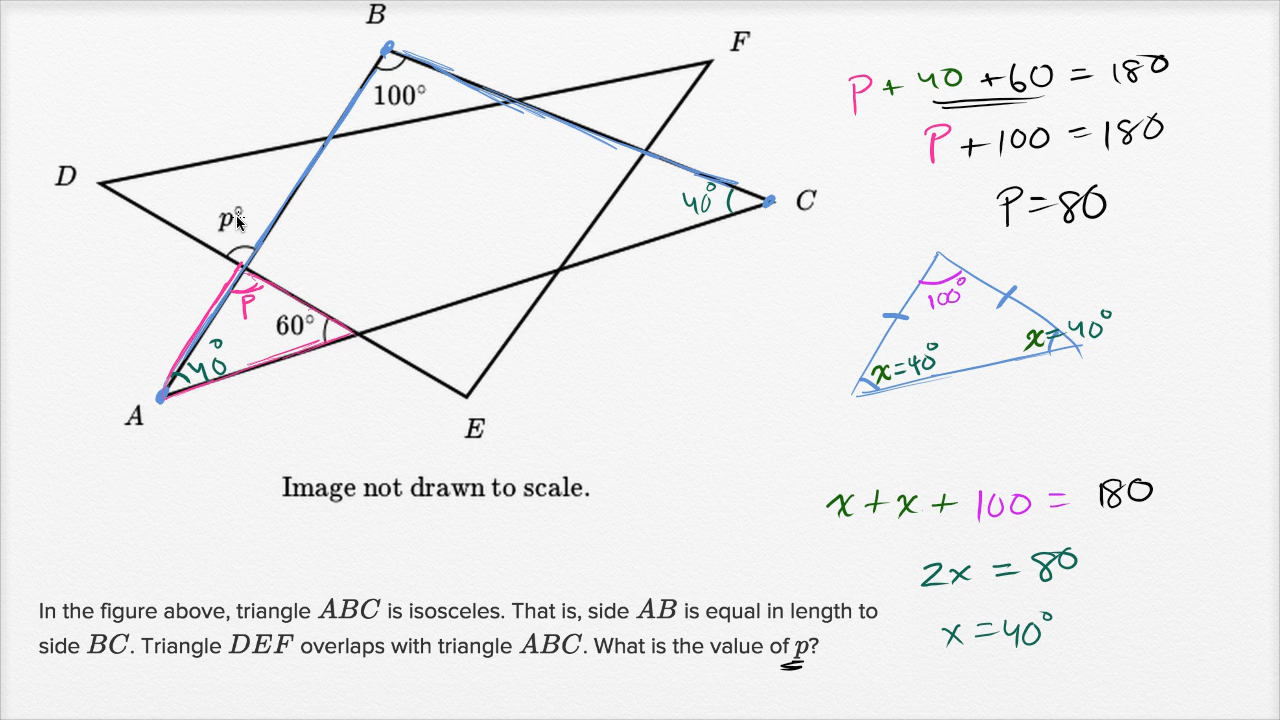 B
F
100°
D
p°
40°
C
P
60°
40°
A
E
Image not drawn to scale.
In the figure above, triangle ABC is isosceles. That is, side AB is equal in length to
side BC. Triangle DEF overlaps with triangle ABC. What is the value of p?
P + 40 + 60 = 180
P + 100 = 180
P = 80
100°
x = 40°
x = 40°
x + x + 100 = 180
2x = 80
x = 40°